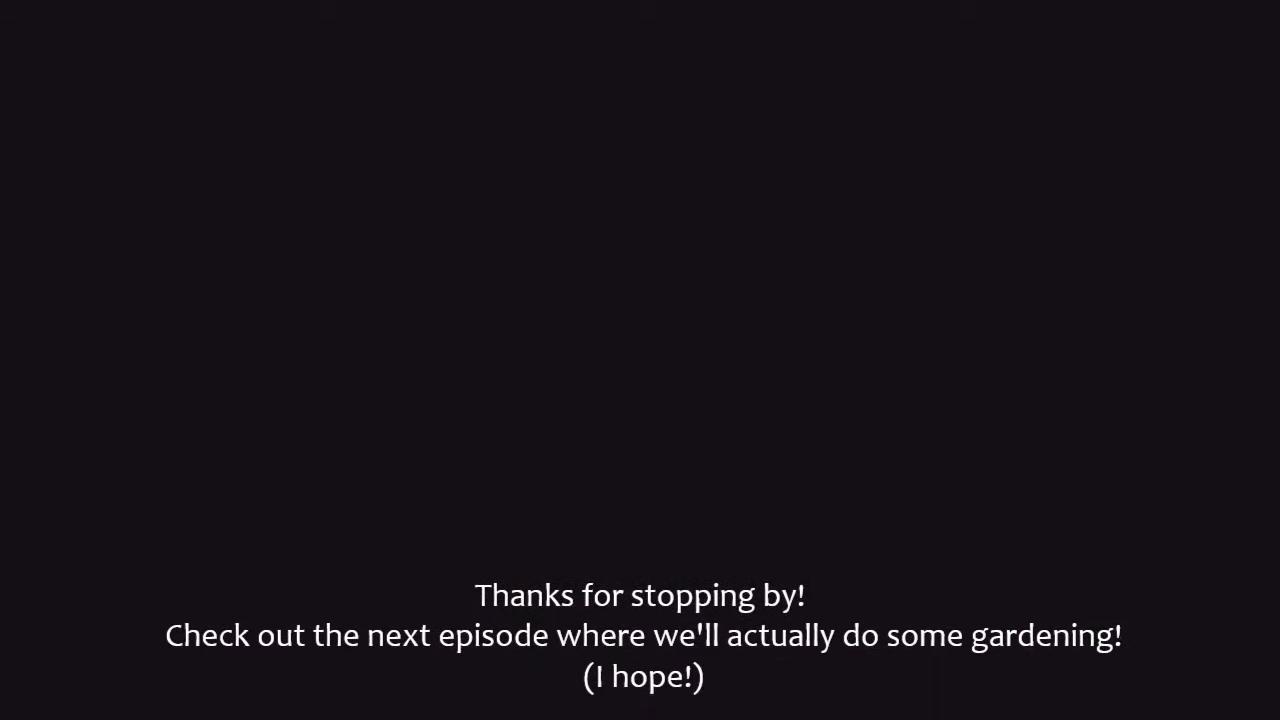 Thanks for stopping by!
Check out the next episode where we'll actually do some gardening!
(I hope!)